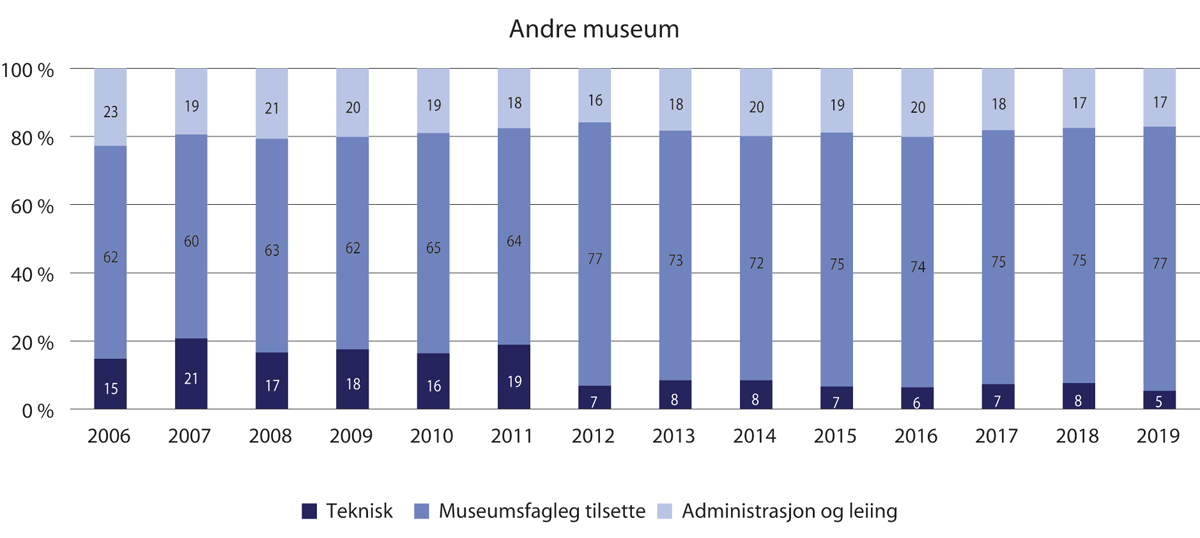 Andre museum
100 %
80 %
60 %
40 %
20 %
0 %
23 19 21 20 19 18 16 18 20 19 20 18 17 17
62 60 63 62 65 64 77 73 72 75 74 75 75 77
15 21 17 18 16 19 7 8 8 7 6 7 8 5
2006 2007 2008 2009 2010 2011 2012 2013 2014 2015 2016 2017 2018 2019
Teknisk Museumsfagleg tilsette Administrasjon og leiing